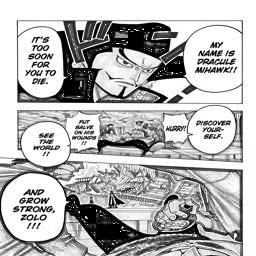 MY
NAME IS
DRACULE
MIHAWK!!
IT'S
TOO
SOON
FOR YOU
TO DIE.
DISCOVER
YOUR-
SELF.
HURRY!
PUT
SALVE ON
HIS
WOUNDS
!!
SEE
THE
WORLD
!!
AND
GROW
STRONG,
ZOLO
!!!